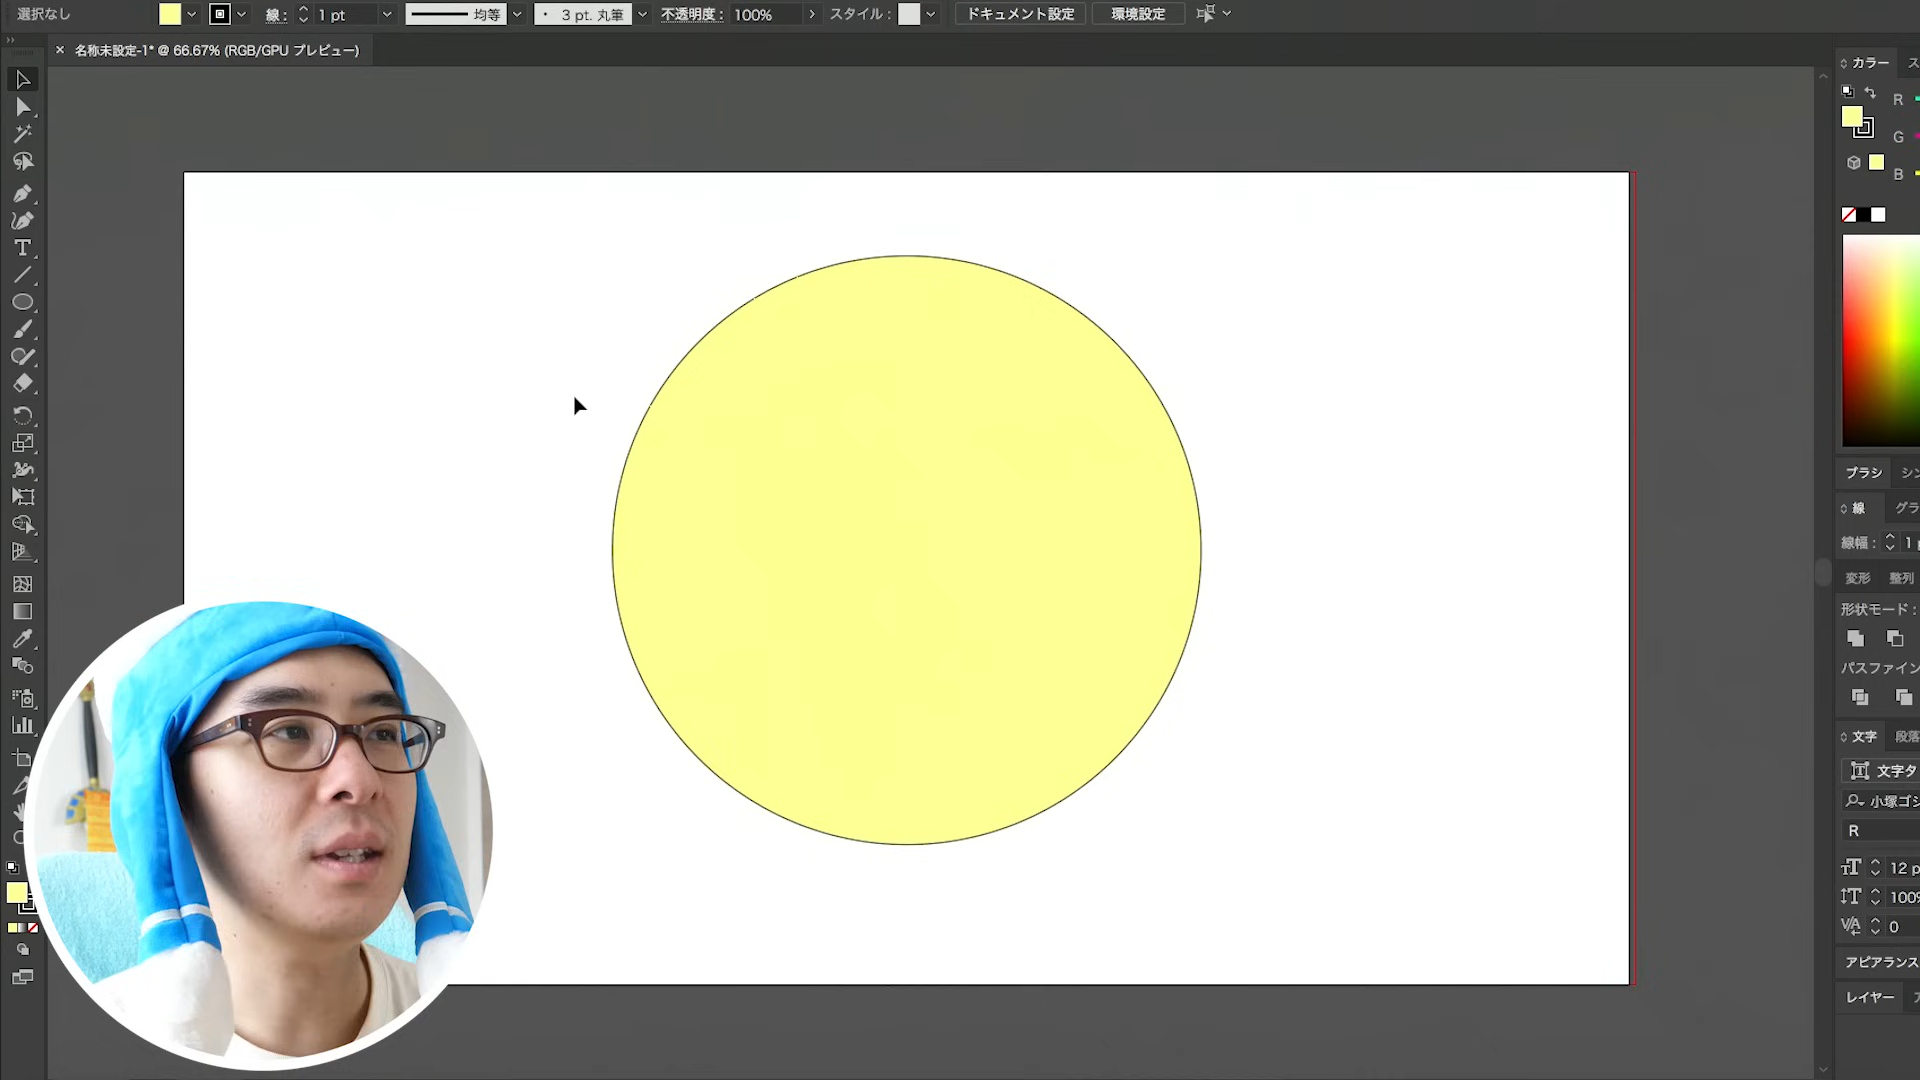 選択なし
線：
1 pt
均等
3 pt. 丸筆
不透明度：
100%
スタイル：
ドキュメント設定
環境設定
名称未設定-1* @ 66.67% (RGB/GPU プレビュー)
カラー
ス
R
G
B
ブラシ
シン
線
グラ
線幅：
1 p
変形
整列
形状モード：
パスファイン
文字
段落
文字タ
小塚ゴシ
R
12 p
100%
0
アピアランス
レイヤー
ア